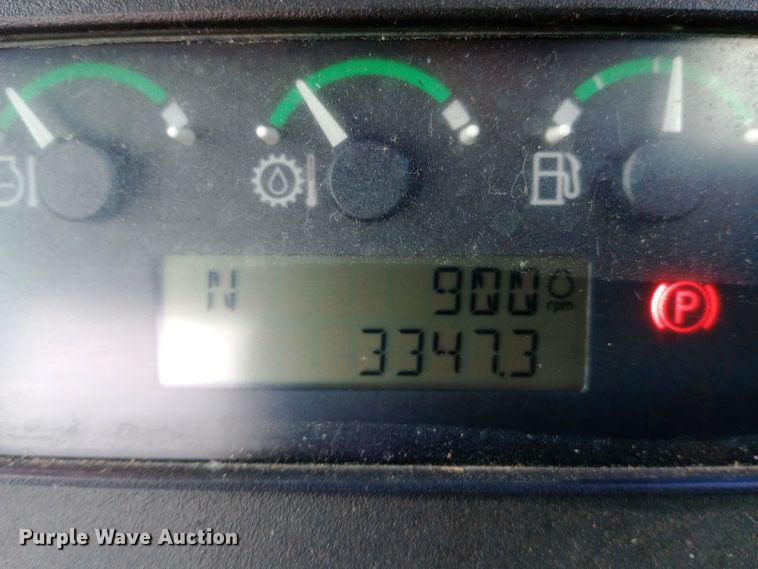 N 900 rpm
3347.3
P
Purple Wave Auction